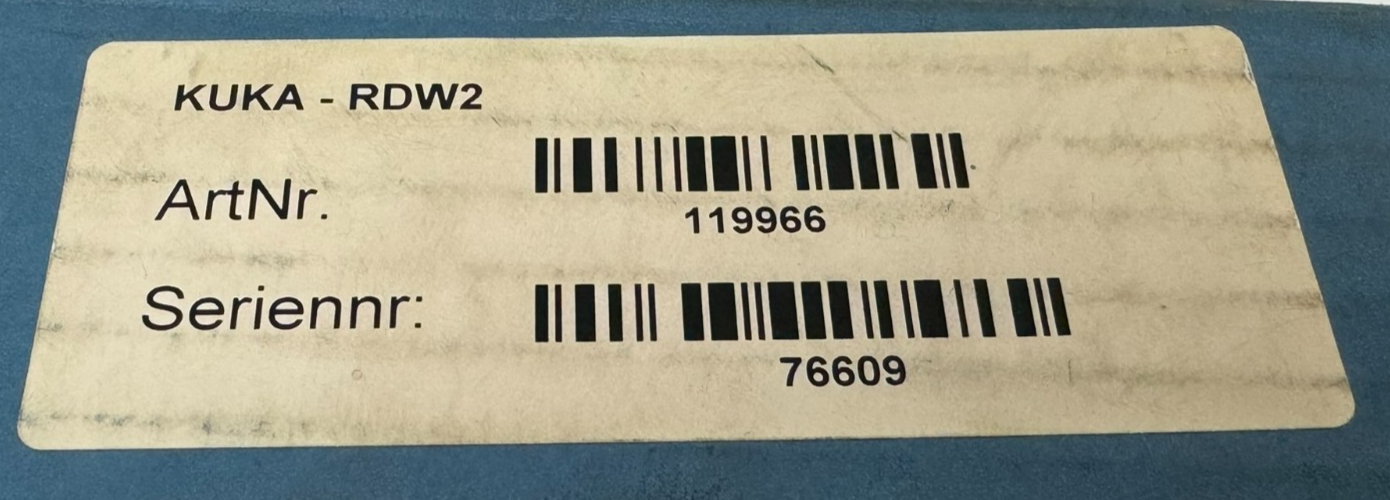 KUKA - RDW2
ArtNr.
119966
Seriennr:
76609